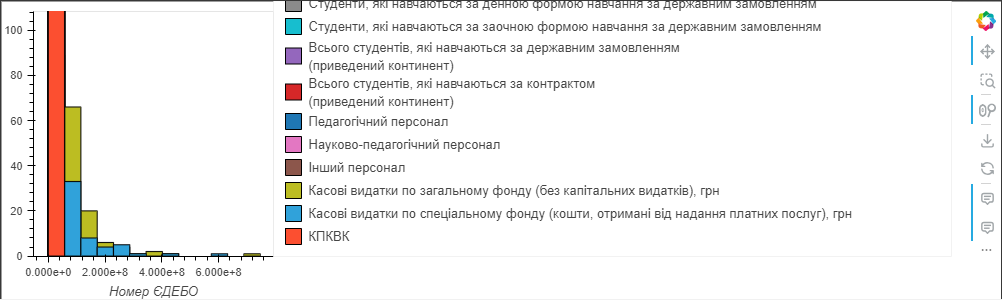 Студенти, які навчаються за денною формою навчання за державним замовленням
Студенти, які навчаються за заочною формою навчання за державним замовленням
Всього студентів, які навчаються за державним замовленням
(приведений континент)
Всього студентів, які навчаються за контрактом
(приведений континент)
Педагогічний персонал
Науково-педагогічний персонал
Інший персонал
Касові видатки по загальному фонду (без капітальних видатків), грн
Касові видатки по спеціальному фонду (кошти, отримані від надання платних послуг), грн
КПКВК
100
80
60
40
20
0
0.000e+0 2.000e+8 4.000e+8 6.000e+8
Номер ЄДЕБО